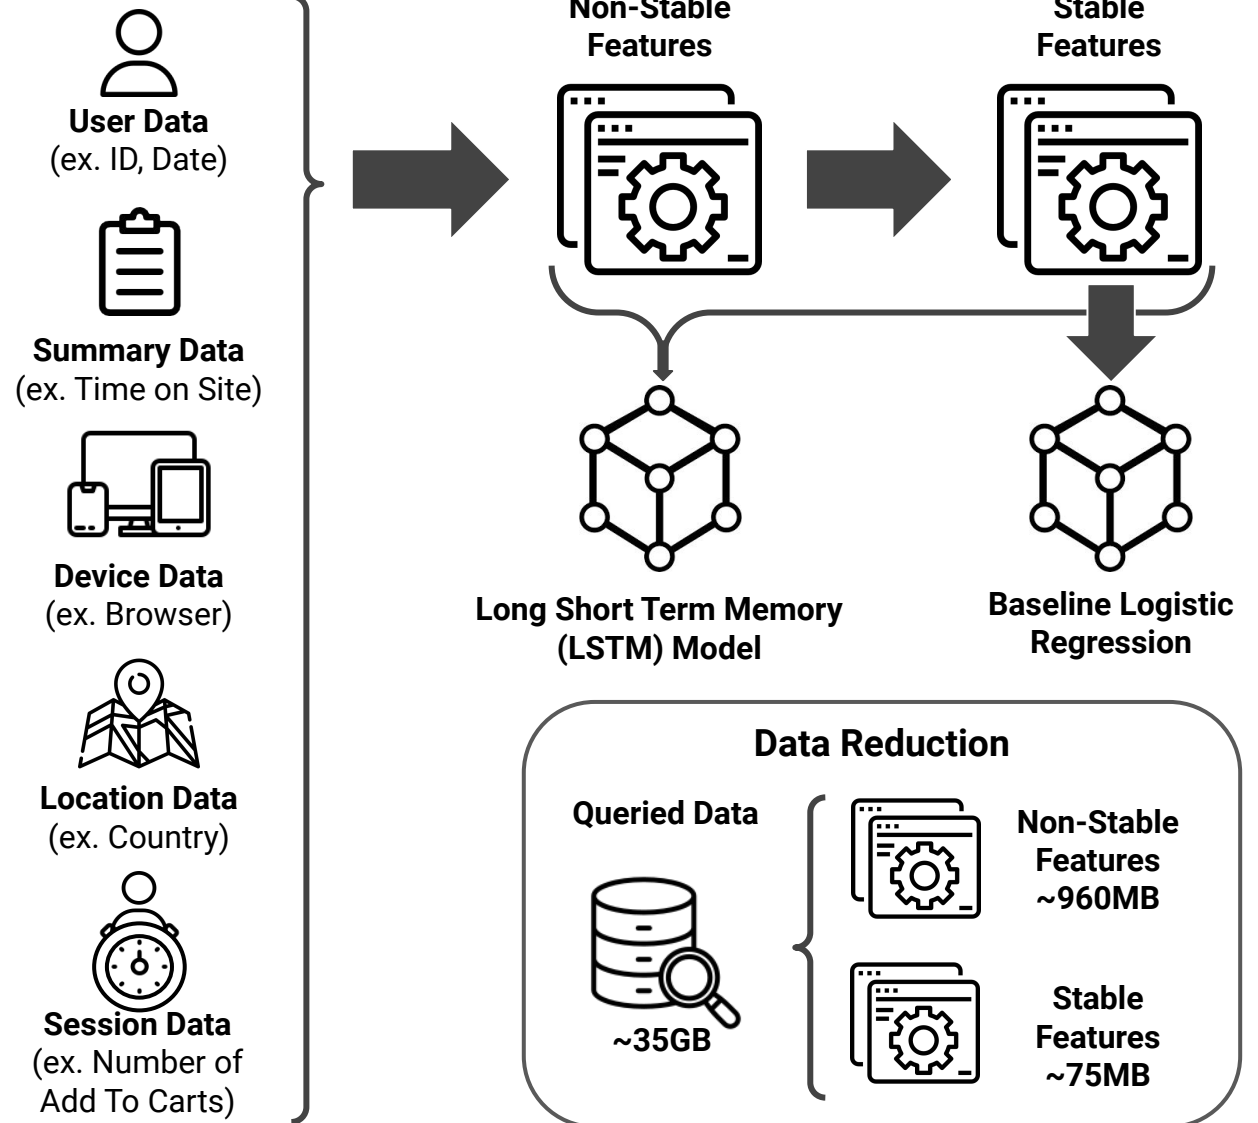 User Data
(ex. ID, Date)
Summary Data
(ex. Time on Site)
Device Data
(ex. Browser)
Location Data
(ex. Country)
Session Data
(ex. Number of
Add To Carts)
Non-Stable
Features
Stable
Features
Long Short Term Memory
(LSTM) Model
Baseline Logistic
Regression
Data Reduction
Queried Data
~35GB
Non-Stable
Features
~960MB
Stable
Features
~75MB